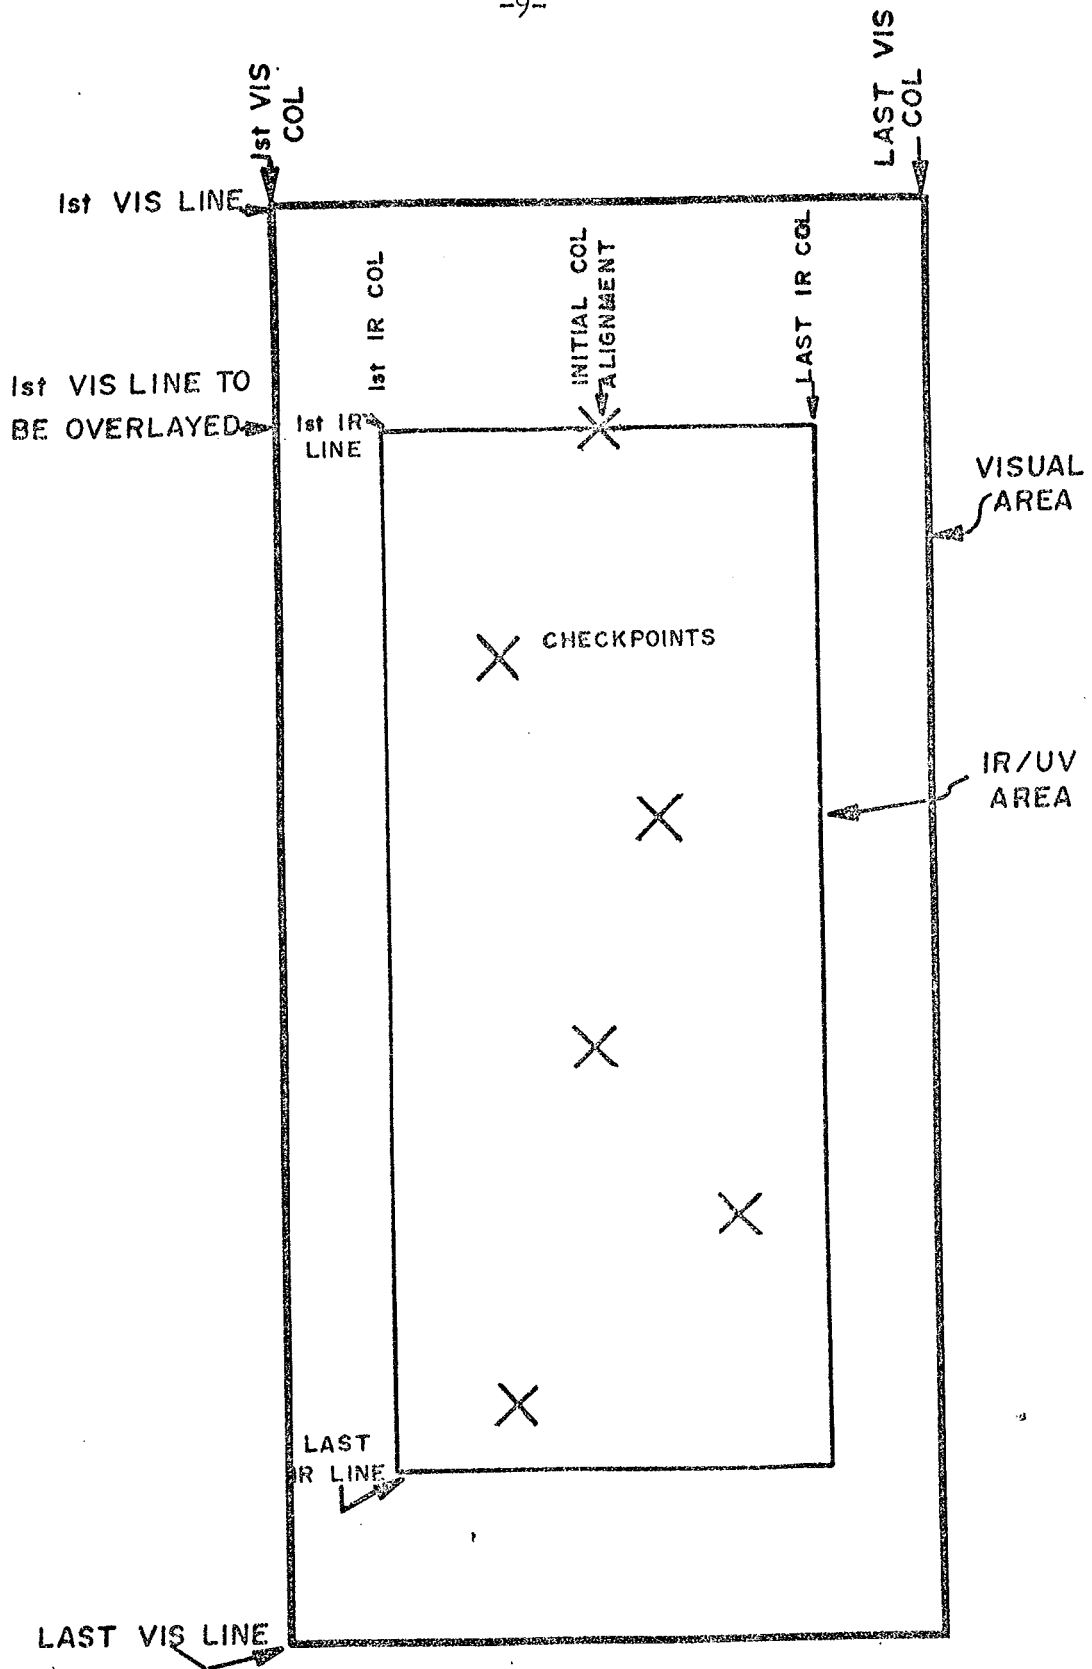 -9-
1st VIS
COL
LAST VIS
COL
1st VIS LINE
1st IR COL
INITIAL COL
ALIGNMENT
LAST IR COL
1st VIS LINE TO
BE OVERLAYED
1st IR
LINE
VISUAL
AREA
CHECKPOINTS
IR/UV
AREA
LAST
IR LINE
LAST VIS LINE